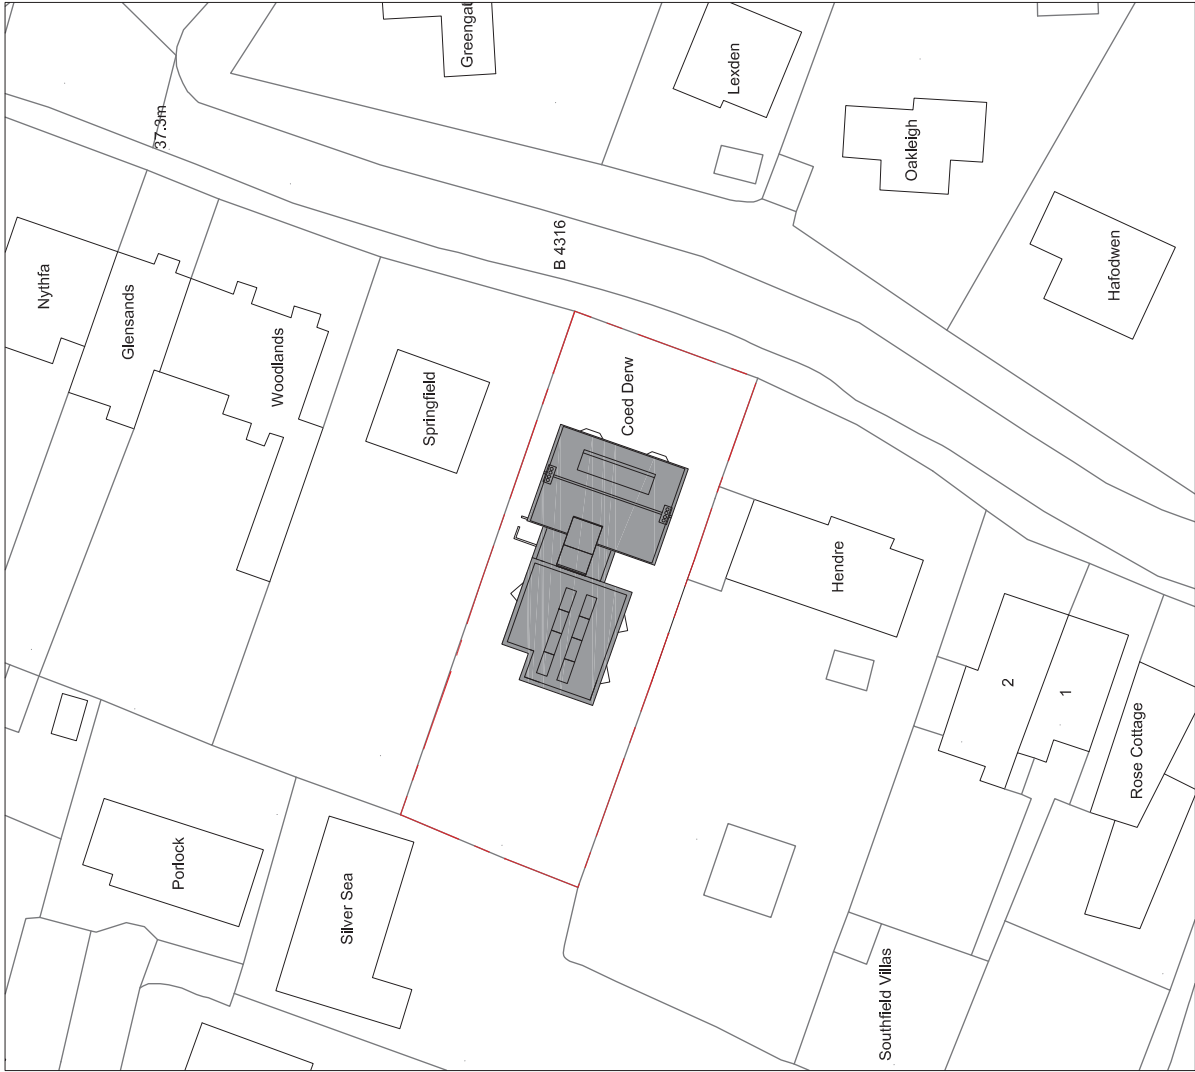 Greengat
Lexden
37.3m
Oakleigh
B 4316
Hafodwen
Nythfa
Glensands
Woodlands
Springfield
Coed Derw
Hendre
2
1
Rose Cottage
Porlock
Silver Sea
Southfield Villas